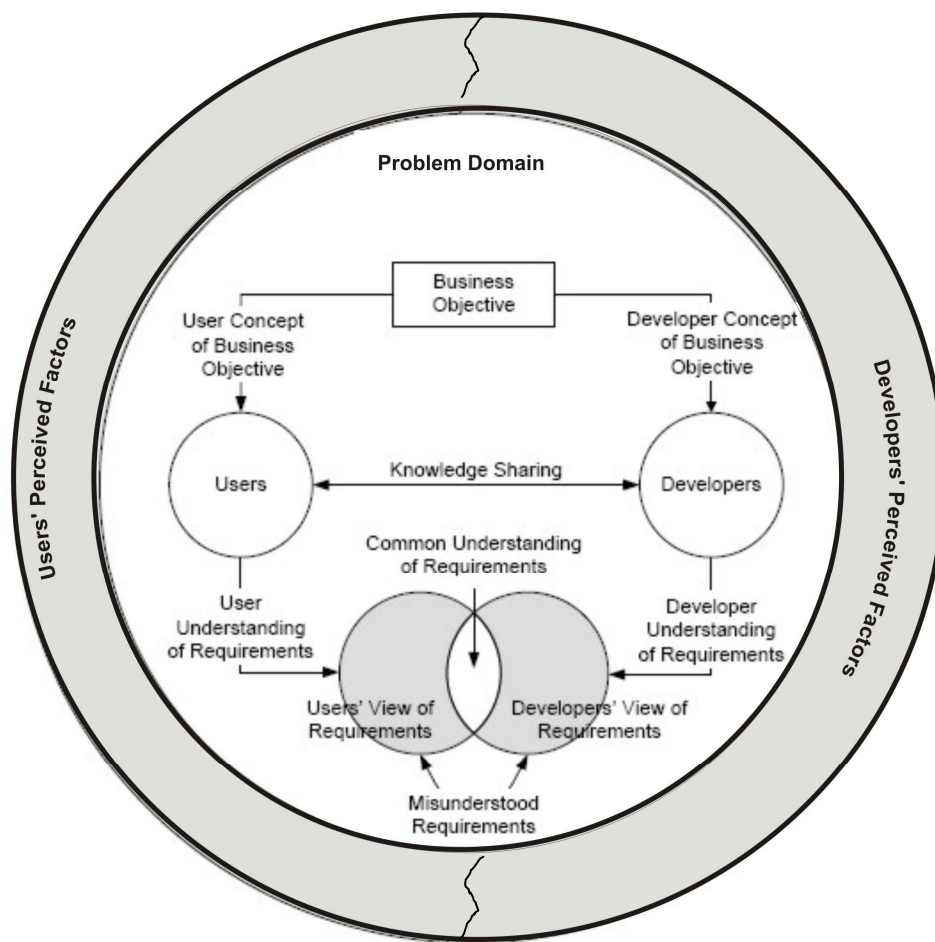 Problem Domain
Business
Objective
User Concept
of Business
Objective
Developer Concept
of Business
Objective
Users' Perceived Factors
Developers' Perceived Factors
Users
Knowledge Sharing
Developers
Common Understanding
of Requirements
User
Understanding
of Requirements
Developer
Understanding
of Requirements
Users' View of
Requirements
Developers' View of
Requirements
Misunderstood
Requirements